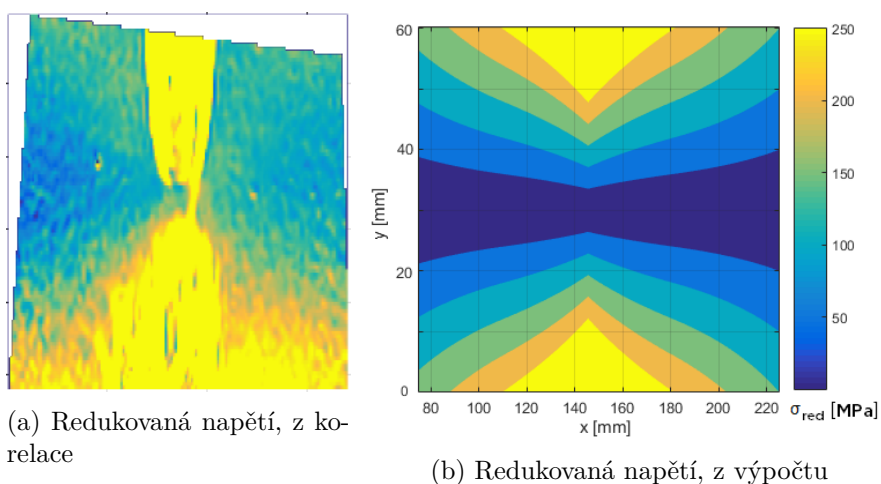 60
40
20
0
y [mm]
80
100
120
140
160
180
200
220
x [mm]
250
200
150
100
50
σred [MPa]
(a) Redukovaná napětí, z ko-
relace
(b) Redukovaná napětí, z výpočtu